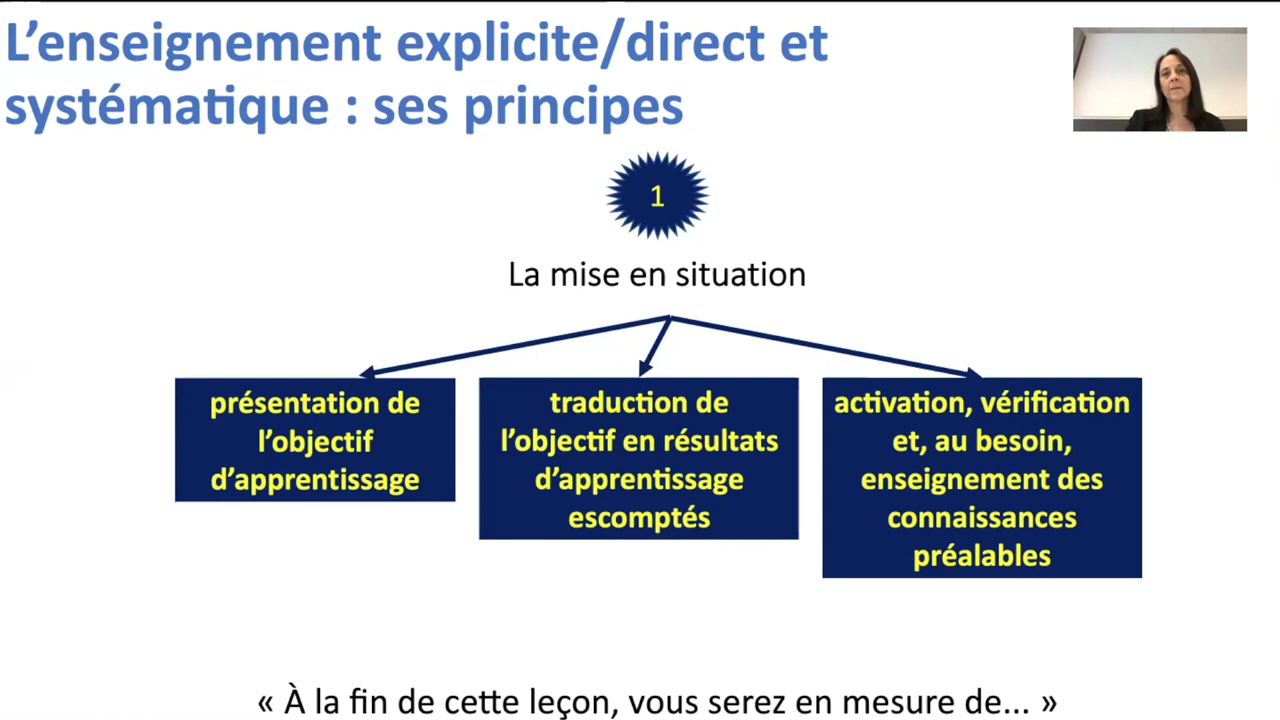 L’enseignement explicite/direct et
systématique : ses principes
1
La mise en situation
présentation de
l’objectif
d’apprentissage
traduction de
l’objectif en résultats
d’apprentissage
escomptés
activation, vérification
et, au besoin,
enseignement des
connaissances
préalables
« À la fin de cette leçon, vous serez en mesure de... »